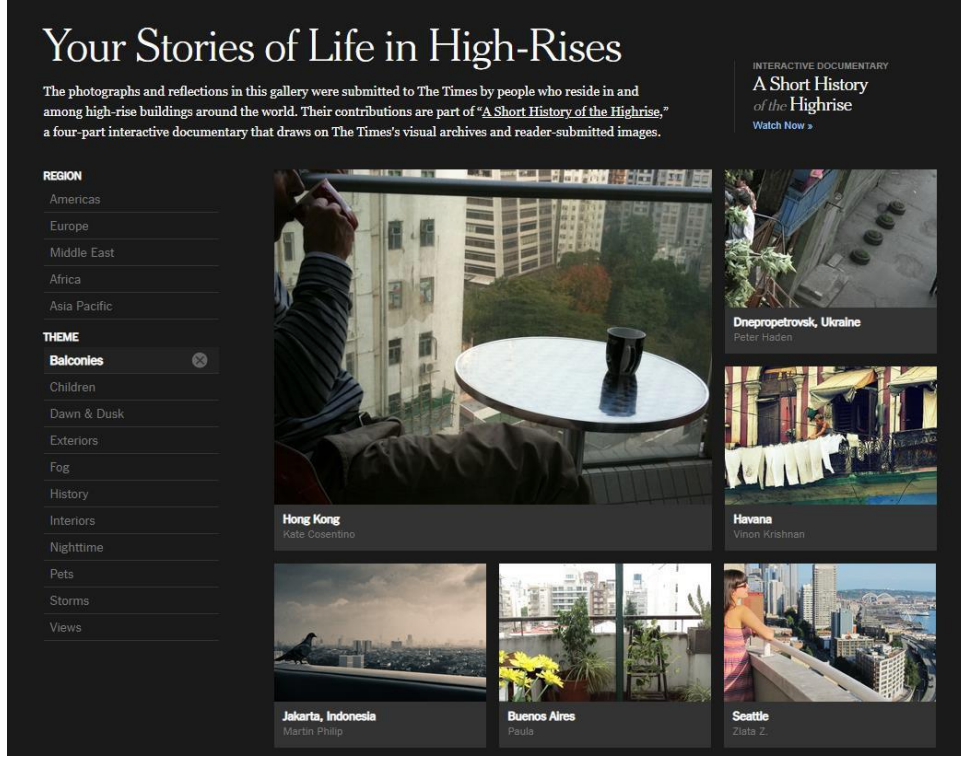 Your Stories of Life in High-Rises
The photographs and reflections in this gallery were submitted to The Times by people who reside in and
among high-rise buildings around the world. Their contributions are part of “A Short History of the Highrise,”
a four-part interactive documentary that draws on The Times's visual archives and reader-submitted images.
INTERACTIVE DOCUMENTARY
A Short History
of the Highrise
Watch Now »
REGION
Americas
Europe
Middle East
Africa
Asia Pacific
THEME
Balconies
Children
Dawn & Dusk
Exteriors
Fog
History
Interiors
Nighttime
Pets
Storms
Views
Hong Kong
Kate Cosentino
Dnepropetrovsk, Ukraine
Peter Haden
Havana
Vinon Krishnan
Jakarta, Indonesia
Martin Philip
Buenos Aires
Paula
Seattle
Zlata Z.